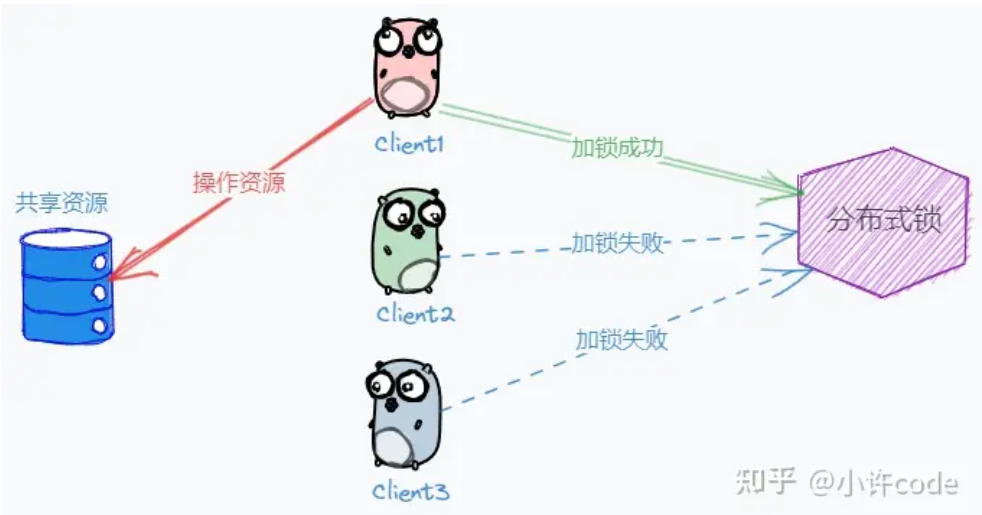 Client1
加锁成功
操作资源
共享资源
分布式锁
加锁失败
Client2
加锁失败
Client3
知乎 @小许code